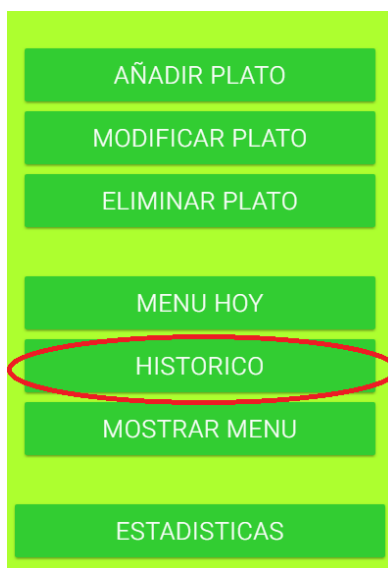 AÑADIR PLATO
MODIFICAR PLATO
ELIMINAR PLATO
MENU HOY
HISTORICO
MOSTRAR MENU
ESTADISTICAS